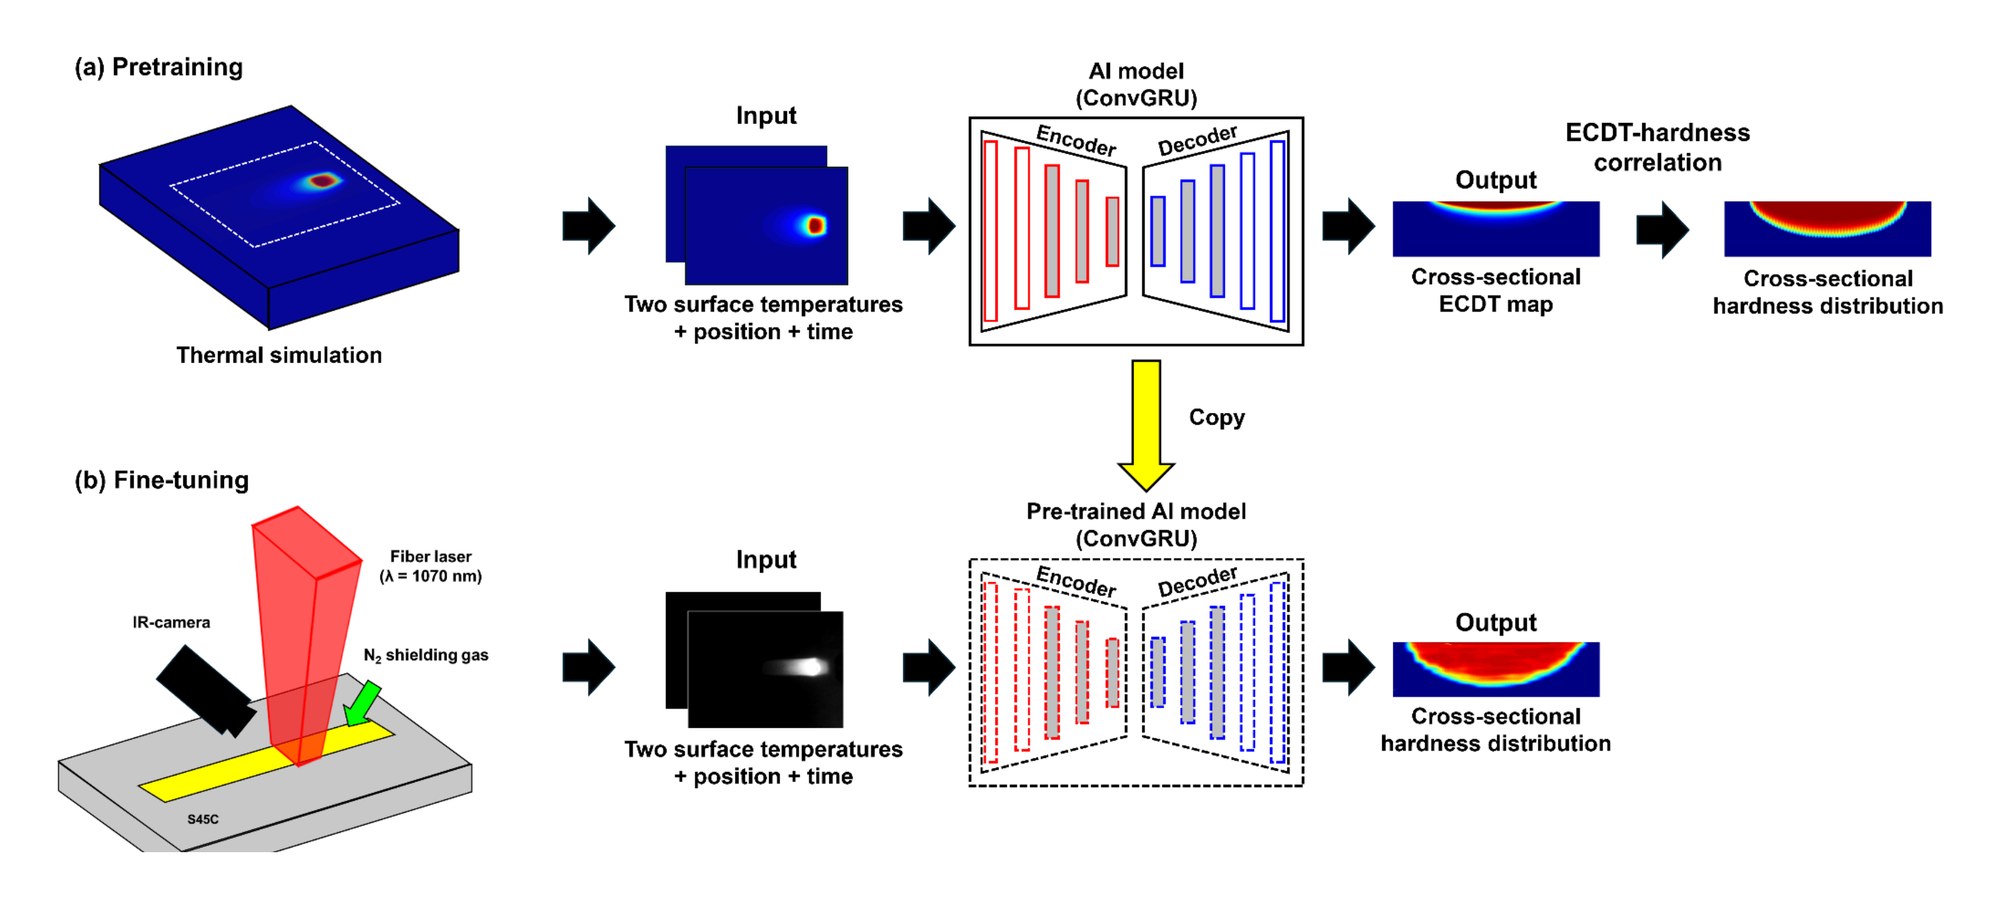 (a) Pretraining
Thermal simulation
Input
Two surface temperatures
+ position + time
AI model
(ConvGRU)
Encoder
Decoder
Output
Cross-sectional
ECDT map
ECDT-hardness
correlation
Cross-sectional
hardness distribution
Copy
(b) Fine-tuning
Fiber laser
(λ = 1070 nm)
IR-camera
N₂ shielding gas
S45C
Input
Two surface temperatures
+ position + time
Pre-trained AI model
(ConvGRU)
Encoder
Decoder
Output
Cross-sectional
hardness distribution